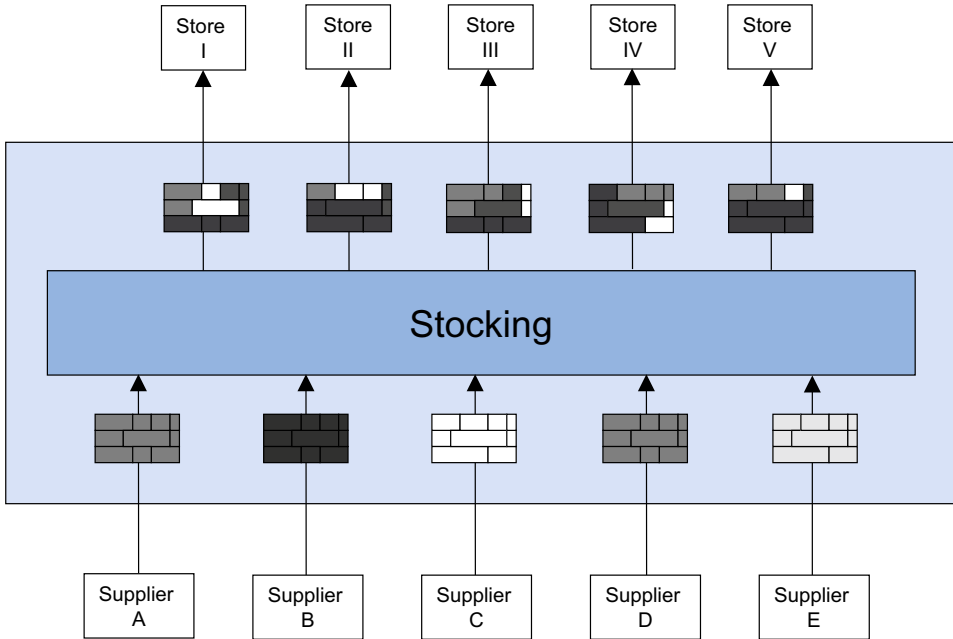 Store
I
Store
II
Store
III
Store
IV
Store
V
Stocking
Supplier
A
Supplier
B
Supplier
C
Supplier
D
Supplier
E